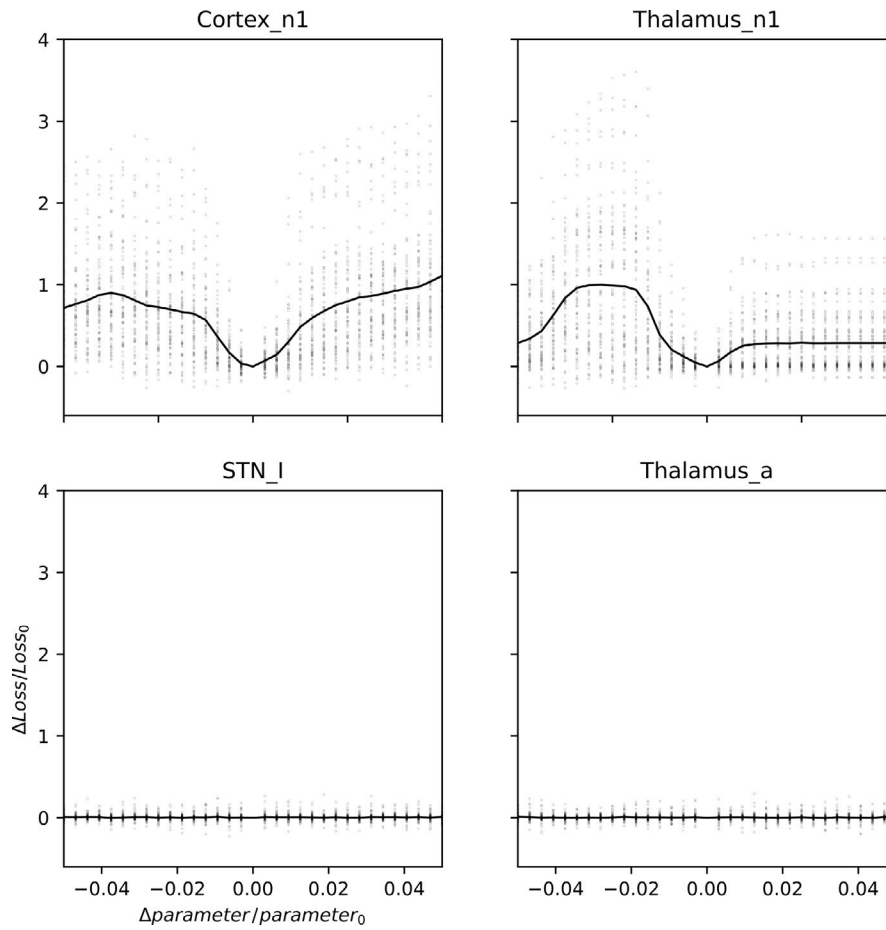 Cortex_n1 Thalamus_n1
4
3
2
1
0
STN_I Thalamus_a
4
3
2
1
0
ΔLoss/Loss₀
−0.04 −0.02 0.00 0.02 0.04 −0.04 −0.02 0.00 0.02 0.04
Δparameter/parameter₀